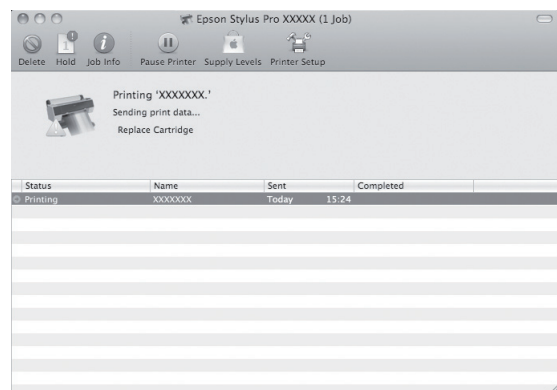 Epson Stylus Pro XXXXX (1 Job)
1
Delete Hold Job Info Pause Printer Supply Levels Printer Setup
Printing 'XXXXXXX.'
Sending print data...
Replace Cartridge
Status Name Sent Completed
Printing XXXXXXX Today 15:24